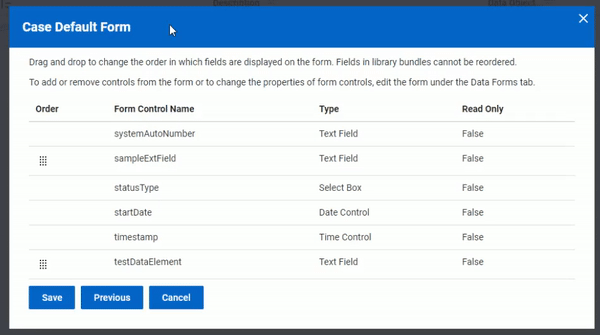 Description
Data Object
Case Default Form
Drag and drop to change the order in which fields are displayed on the form. Fields in library bundles cannot be reordered.
To add or remove controls from the form or to change the properties of form controls, edit the form under the Data Forms tab.
Order Form Control Name Type Read Only
systemAutoNumber Text Field False
sampleExtField Text Field False
statusType Select Box False
startDate Date Control False
timestamp Time Control False
testDataElement Text Field False
Save Previous Cancel